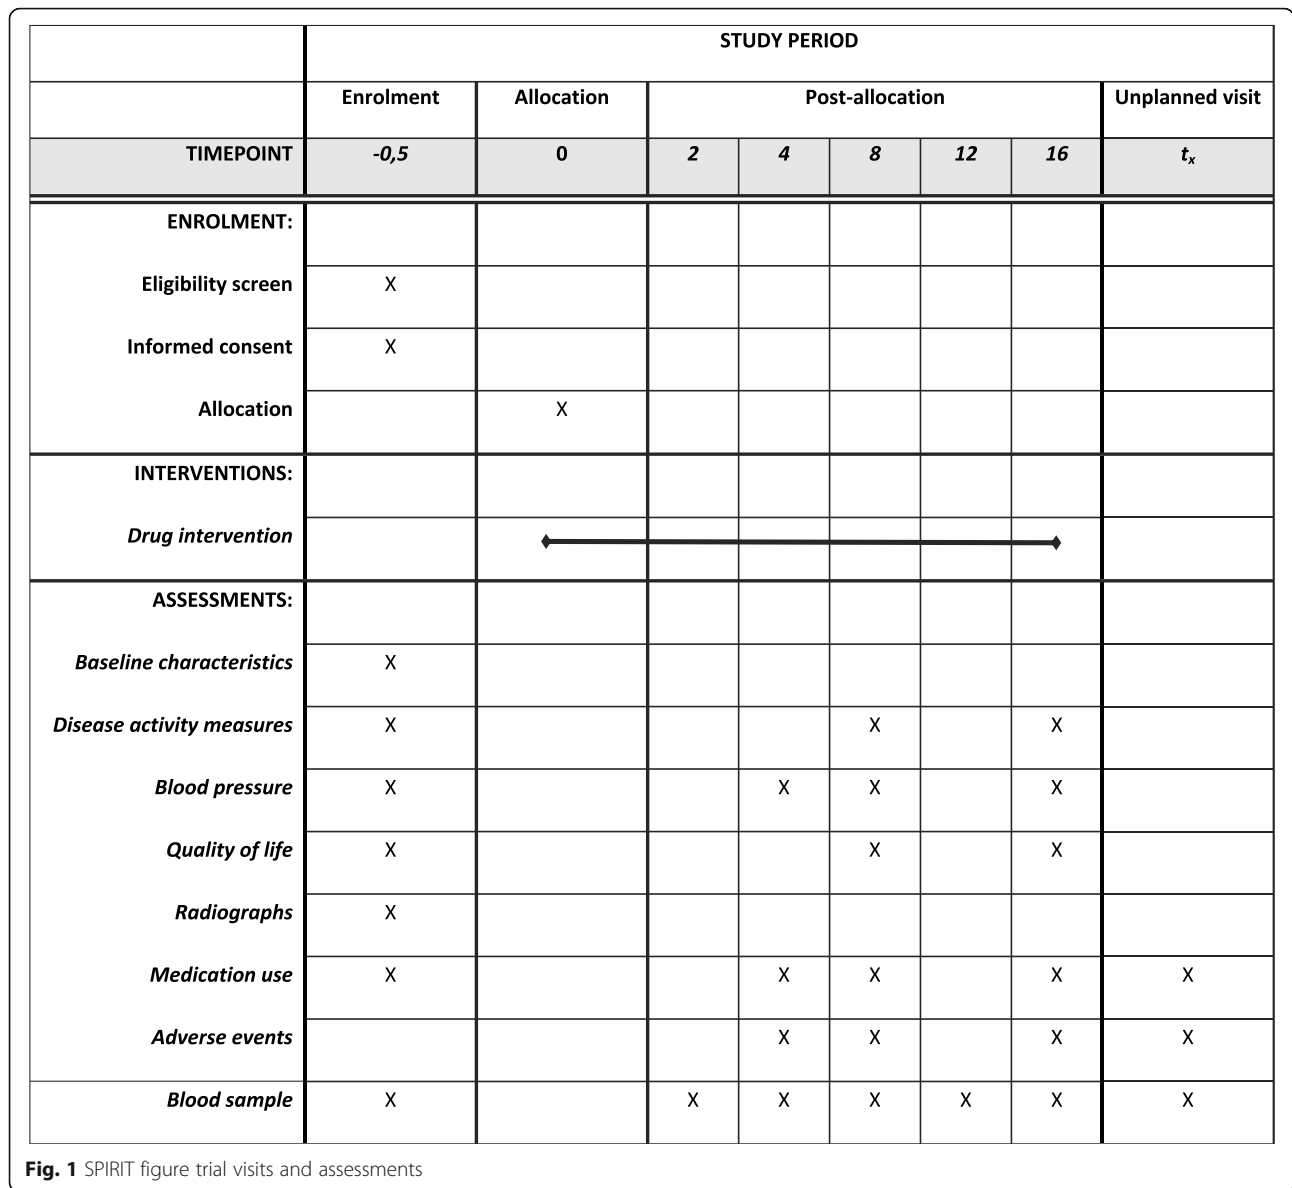 STUDY PERIOD
Enrolment Allocation Post-allocation Unplanned visit
TIMEPOINT -0,5 0 2 4 8 12 16 tx
ENROLMENT:
Eligibility screen X
Informed consent X
Allocation X
INTERVENTIONS:
Drug intervention
ASSESSMENTS:
Baseline characteristics X
Disease activity measures X X X
Blood pressure X X X X
Quality of life X X X
Radiographs X
Medication use X X X X X
Adverse events X X X X
Blood sample X X X X X X X
Fig. 1 SPIRIT figure trial visits and assessments